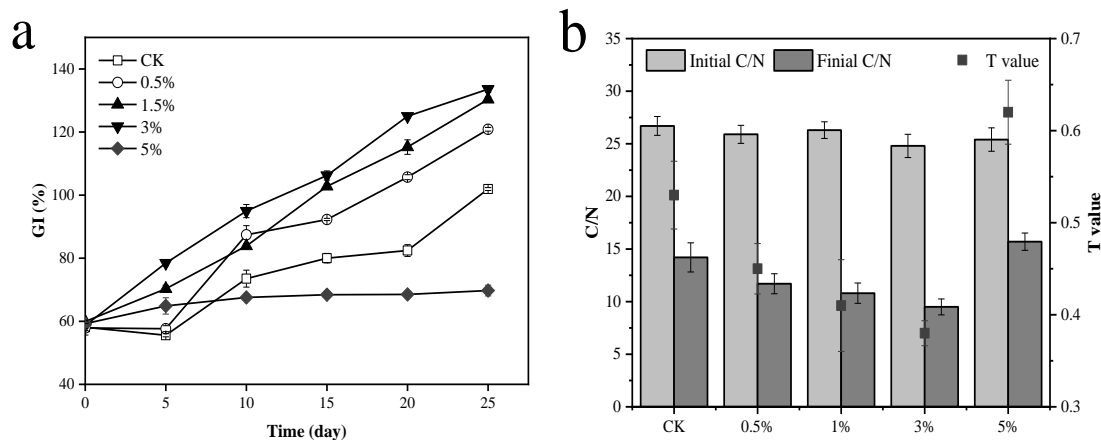 a
GI (%)
140
120
100
80
60
40
CK
0.5%
1.5%
3%
5%
0 5 10 15 20 25
Time (day)
b
C/N
35
30
25
20
15
10
5
0
Initial C/N Finial C/N T value
0.7
0.6
0.5
0.4
0.3
T value
CK 0.5% 1% 3% 5%